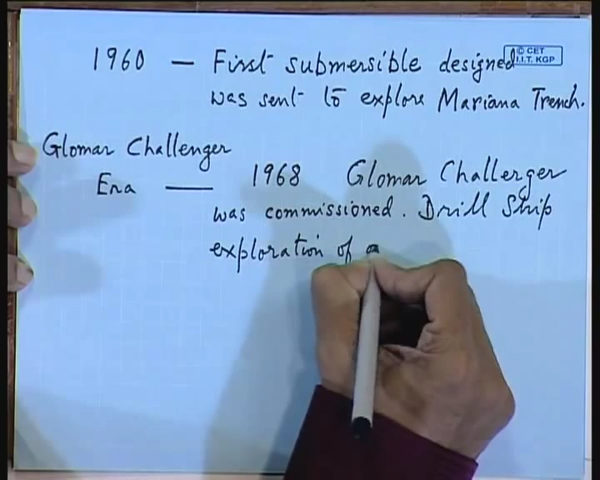 1960 — First submersible designed
© CET
I.I.T. KGP
was sent to explore Mariana Trench.
Glomar Challenger
Era — 1968 Glomar Challerger
was commissioned. Drill Ship
exploration of a